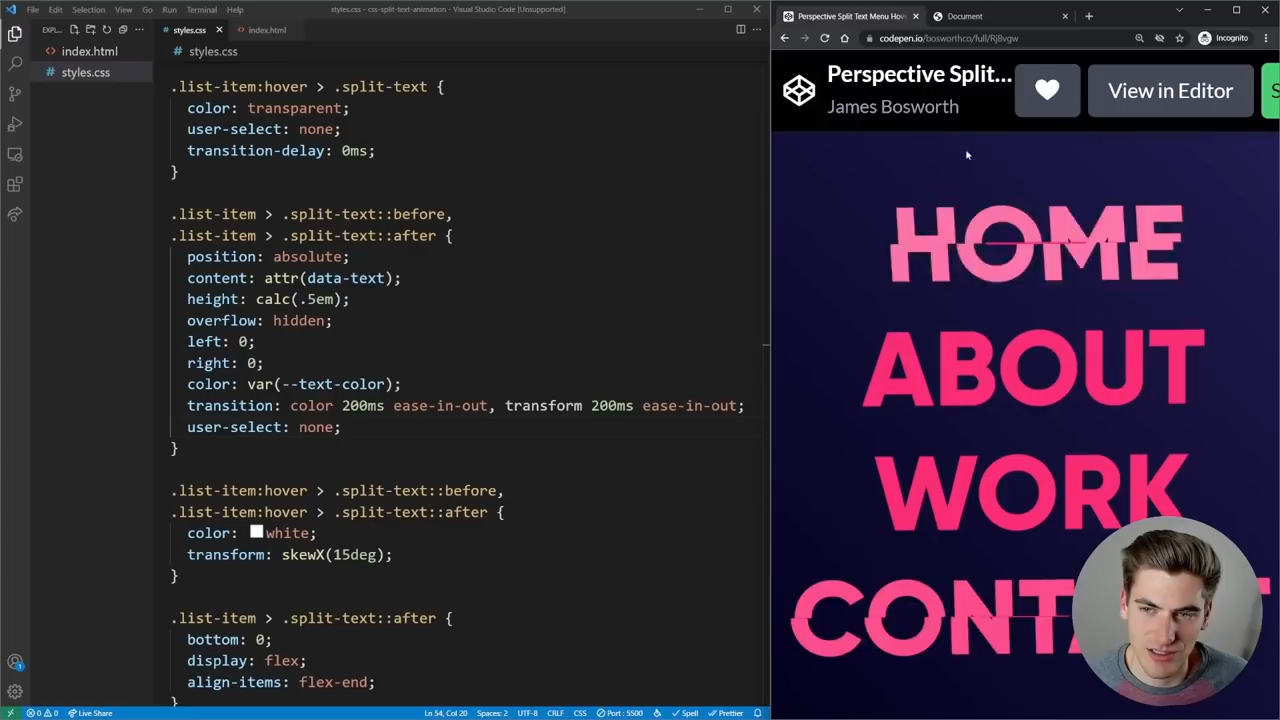 File Edit Selection View Go Run Terminal Help
styles.css - css-split-text-animation - Visual Studio Code [Unsupported]
EXPL...
index.html
styles.css
styles.css
index.html
styles.css
.list-item:hover > .split-text {
color: transparent;
user-select: none;
transition-delay: 0ms;
}
.list-item > .split-text::before,
.list-item > .split-text::after {
position: absolute;
content: attr(data-text);
height: calc(.5em);
overflow: hidden;
left: 0;
right: 0;
color: var(--text-color);
transition: color 200ms ease-in-out, transform 200ms ease-in-out;
user-select: none;
}
.list-item:hover > .split-text::before,
.list-item:hover > .split-text::after {
color: white;
transform: skewX(15deg);
}
.list-item > .split-text::after {
bottom: 0;
display: flex;
align-items: flex-end;
}
0 0 Live Share
Ln 54, Col 20 Spaces: 2 UTF-8 CRLF CSS Port : 5500 Spell Prettier
Perspective Split Text Menu Hov
Document
codepen.io/bosworthco/full/RjBvgw
Incognito
Perspective Split...
James Bosworth
View in Editor
HOME
ABOUT
WORK